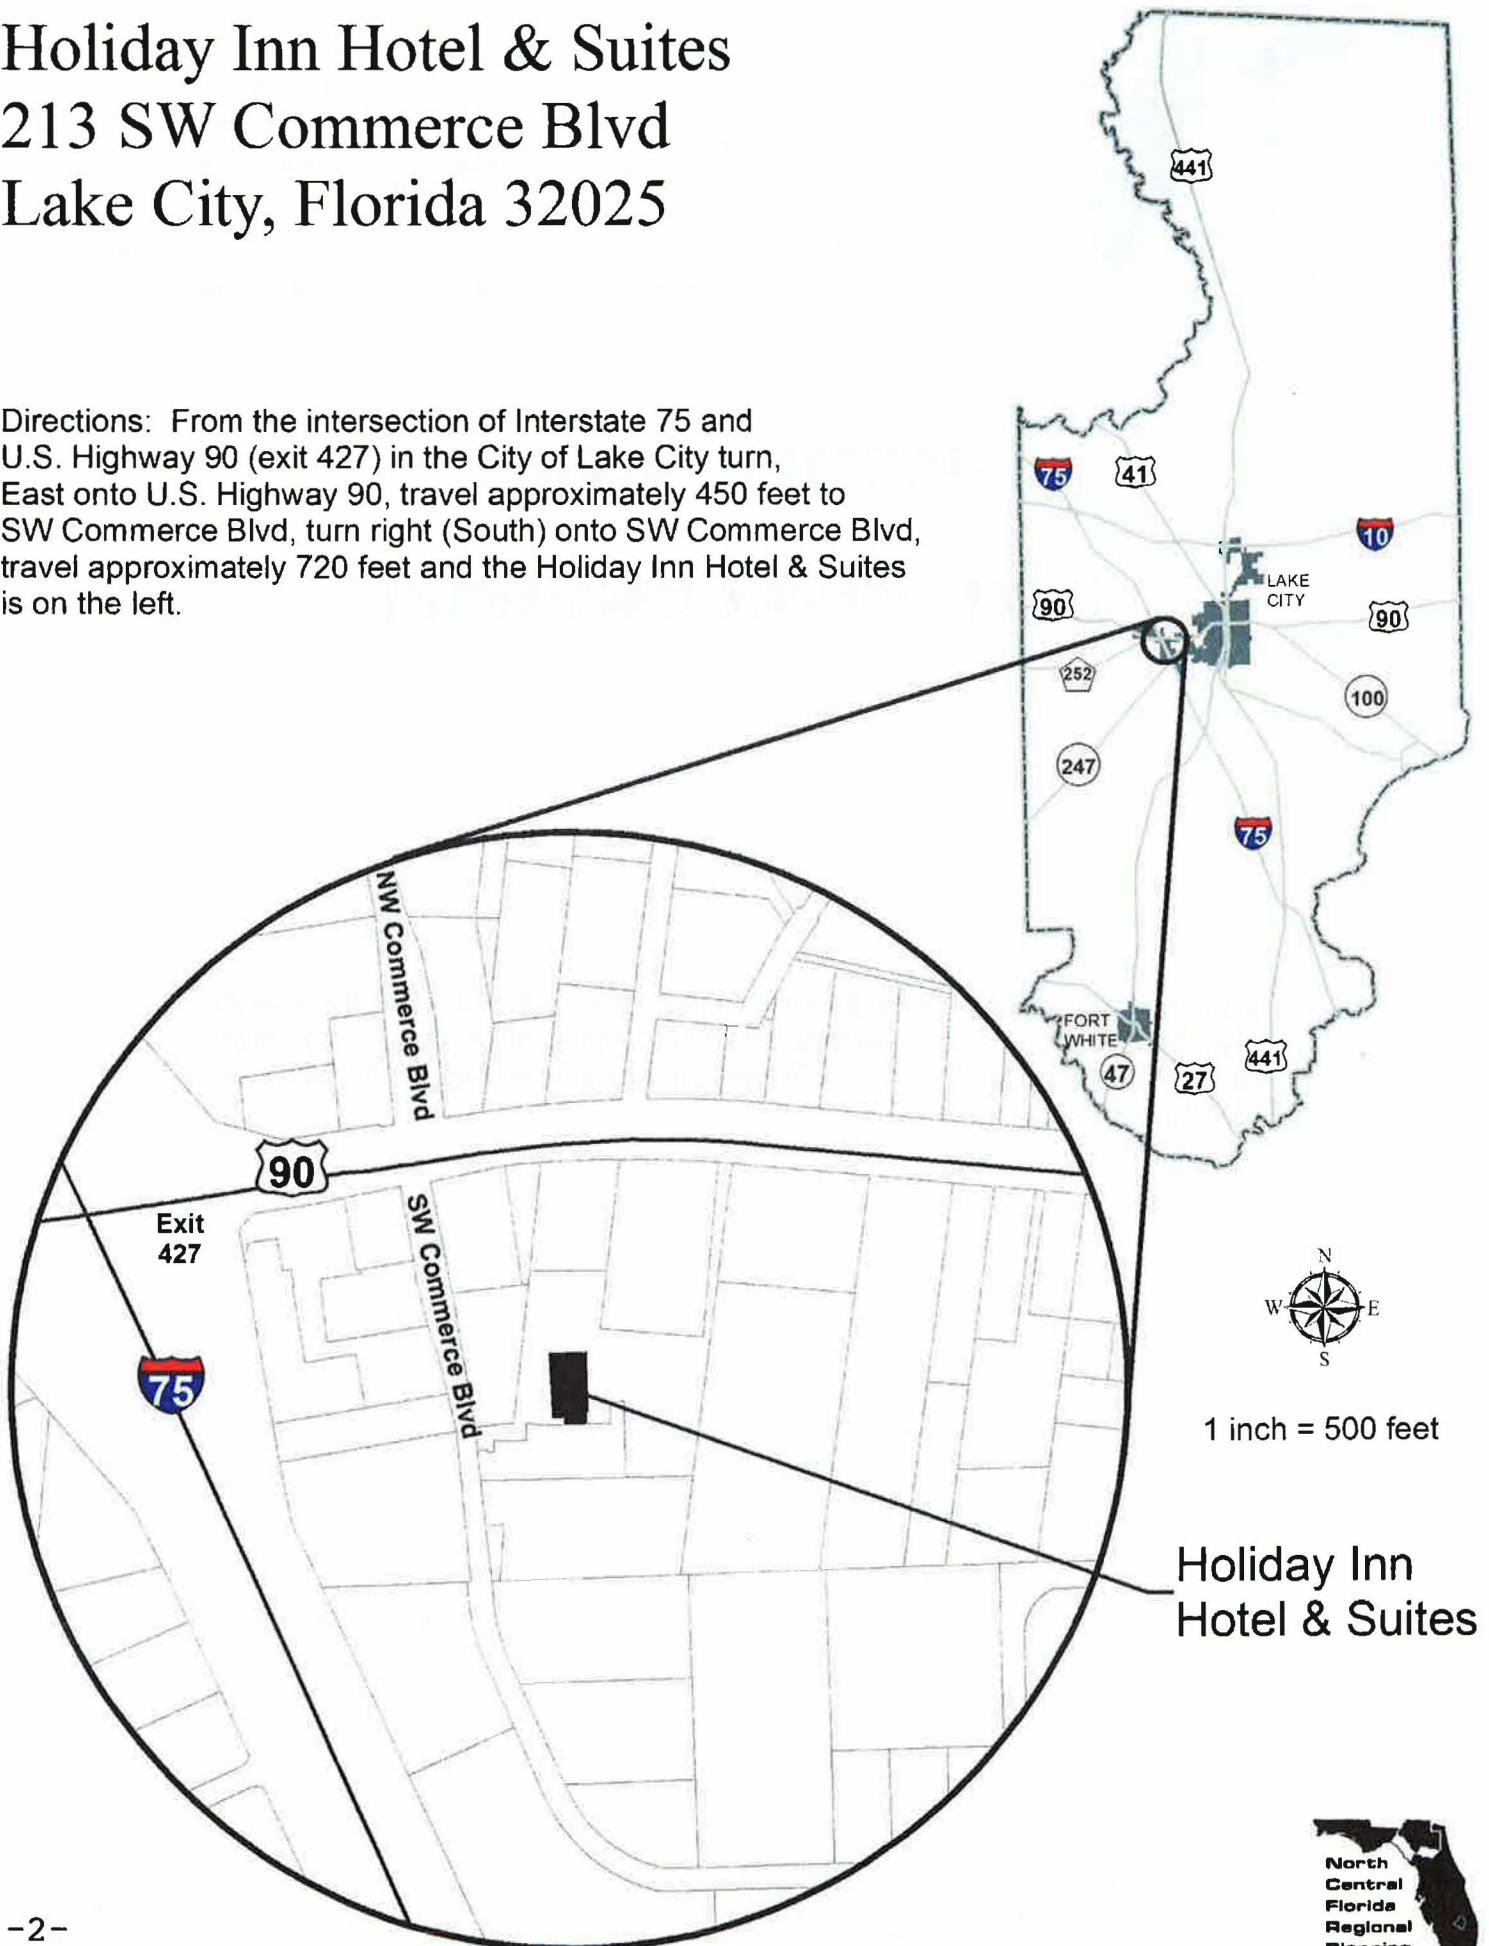 Holiday Inn Hotel & Suites
213 SW Commerce Blvd
Lake City, Florida 32025
Directions: From the intersection of Interstate 75 and
U.S. Highway 90 (exit 427) in the City of Lake City turn,
East onto U.S. Highway 90, travel approximately 450 feet to
SW Commerce Blvd, turn right (South) onto SW Commerce Blvd,
travel approximately 720 feet and the Holiday Inn Hotel & Suites
is on the left.
441
75
41
10
LAKE
CITY
90
90
252
100
247
75
FORT
WHITE
47
27
441
NW Commerce Blvd
90
Exit
427
SW Commerce Blvd
75
N
W
E
S
1 inch = 500 feet
Holiday Inn
Hotel & Suites
North
Central
Florida
Regional
-2-